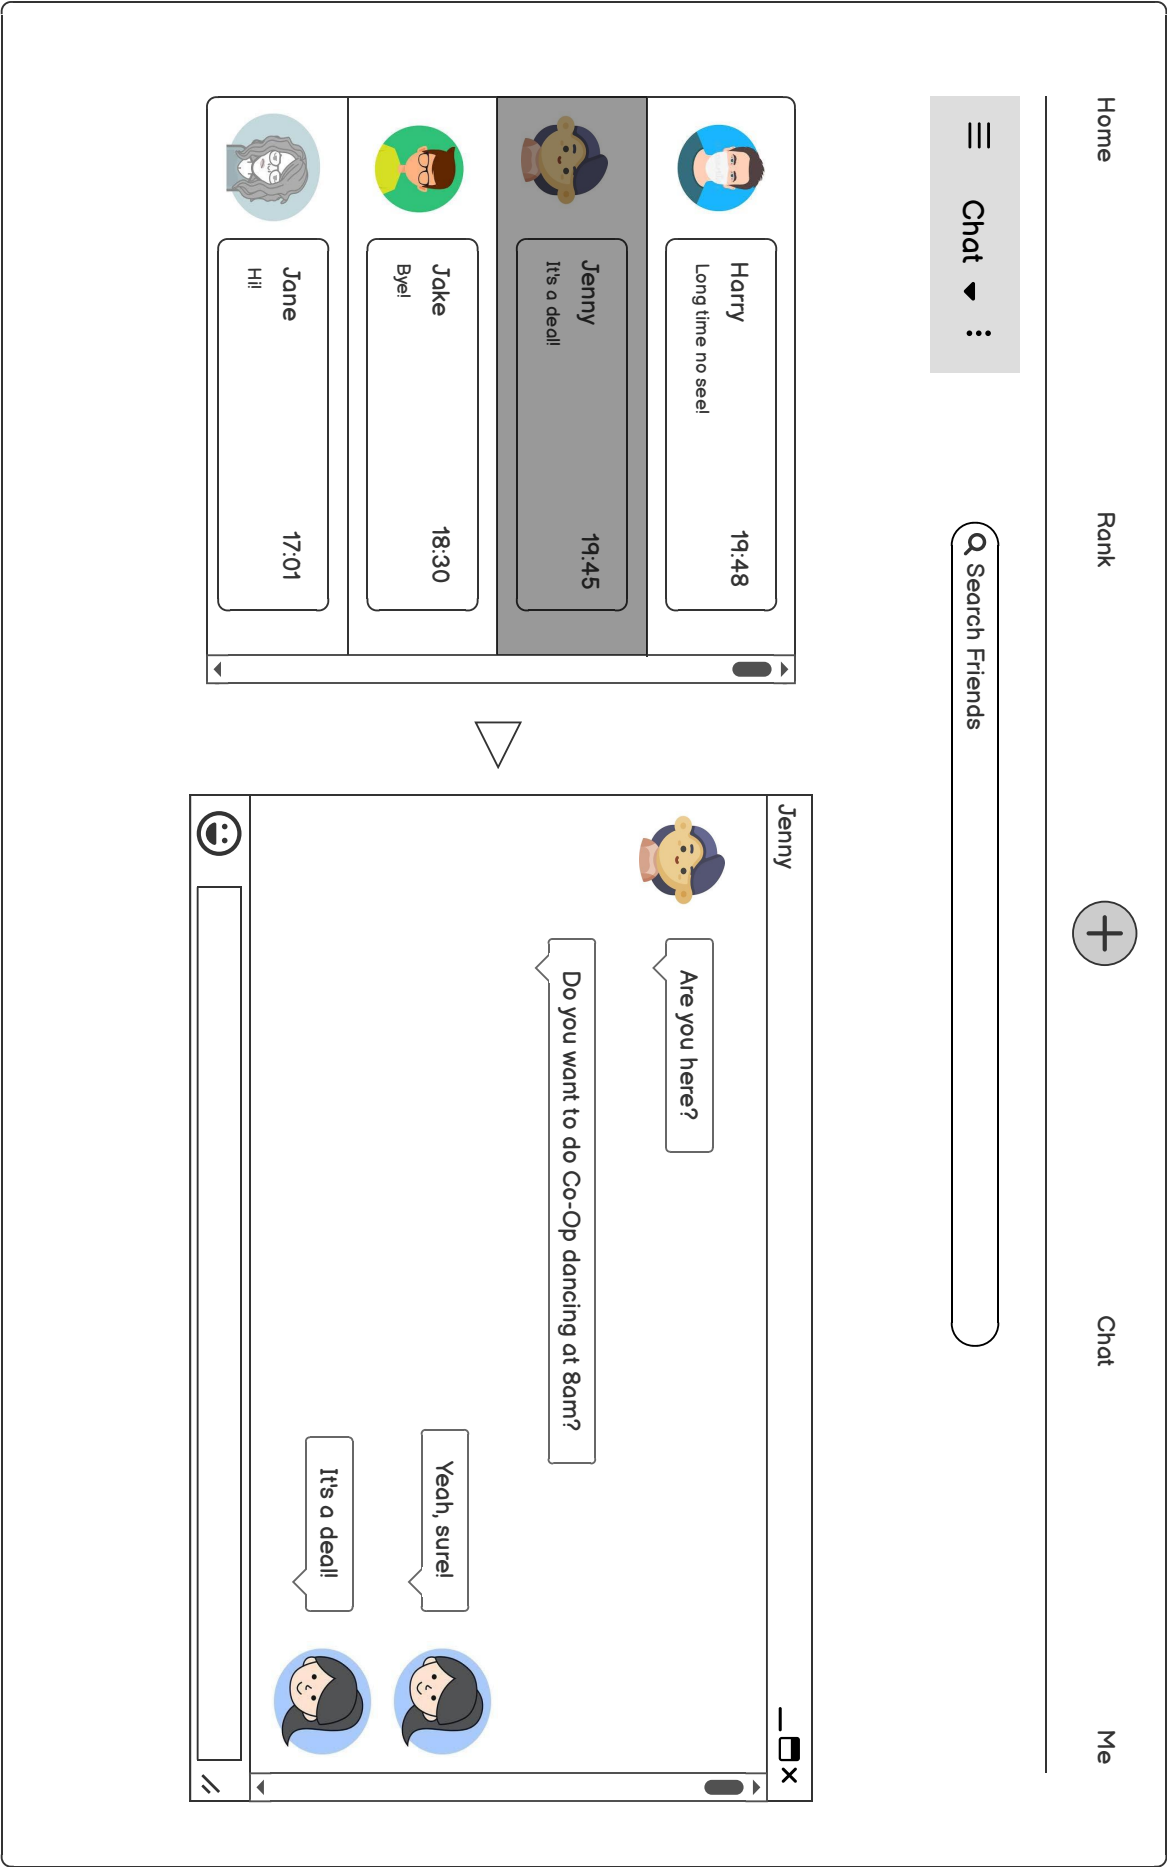 Home Rank Chat Me
Chat
Search Friends
Harry 19:48
Long time no see!
Jenny 19:45
It's a deal!
Jake 18:30
Bye!
Jane 17:01
Hi!
Jenny
Are you here?
Do you want to do Co-Op dancing at 8am?
Yeah, sure!
It's a deal!